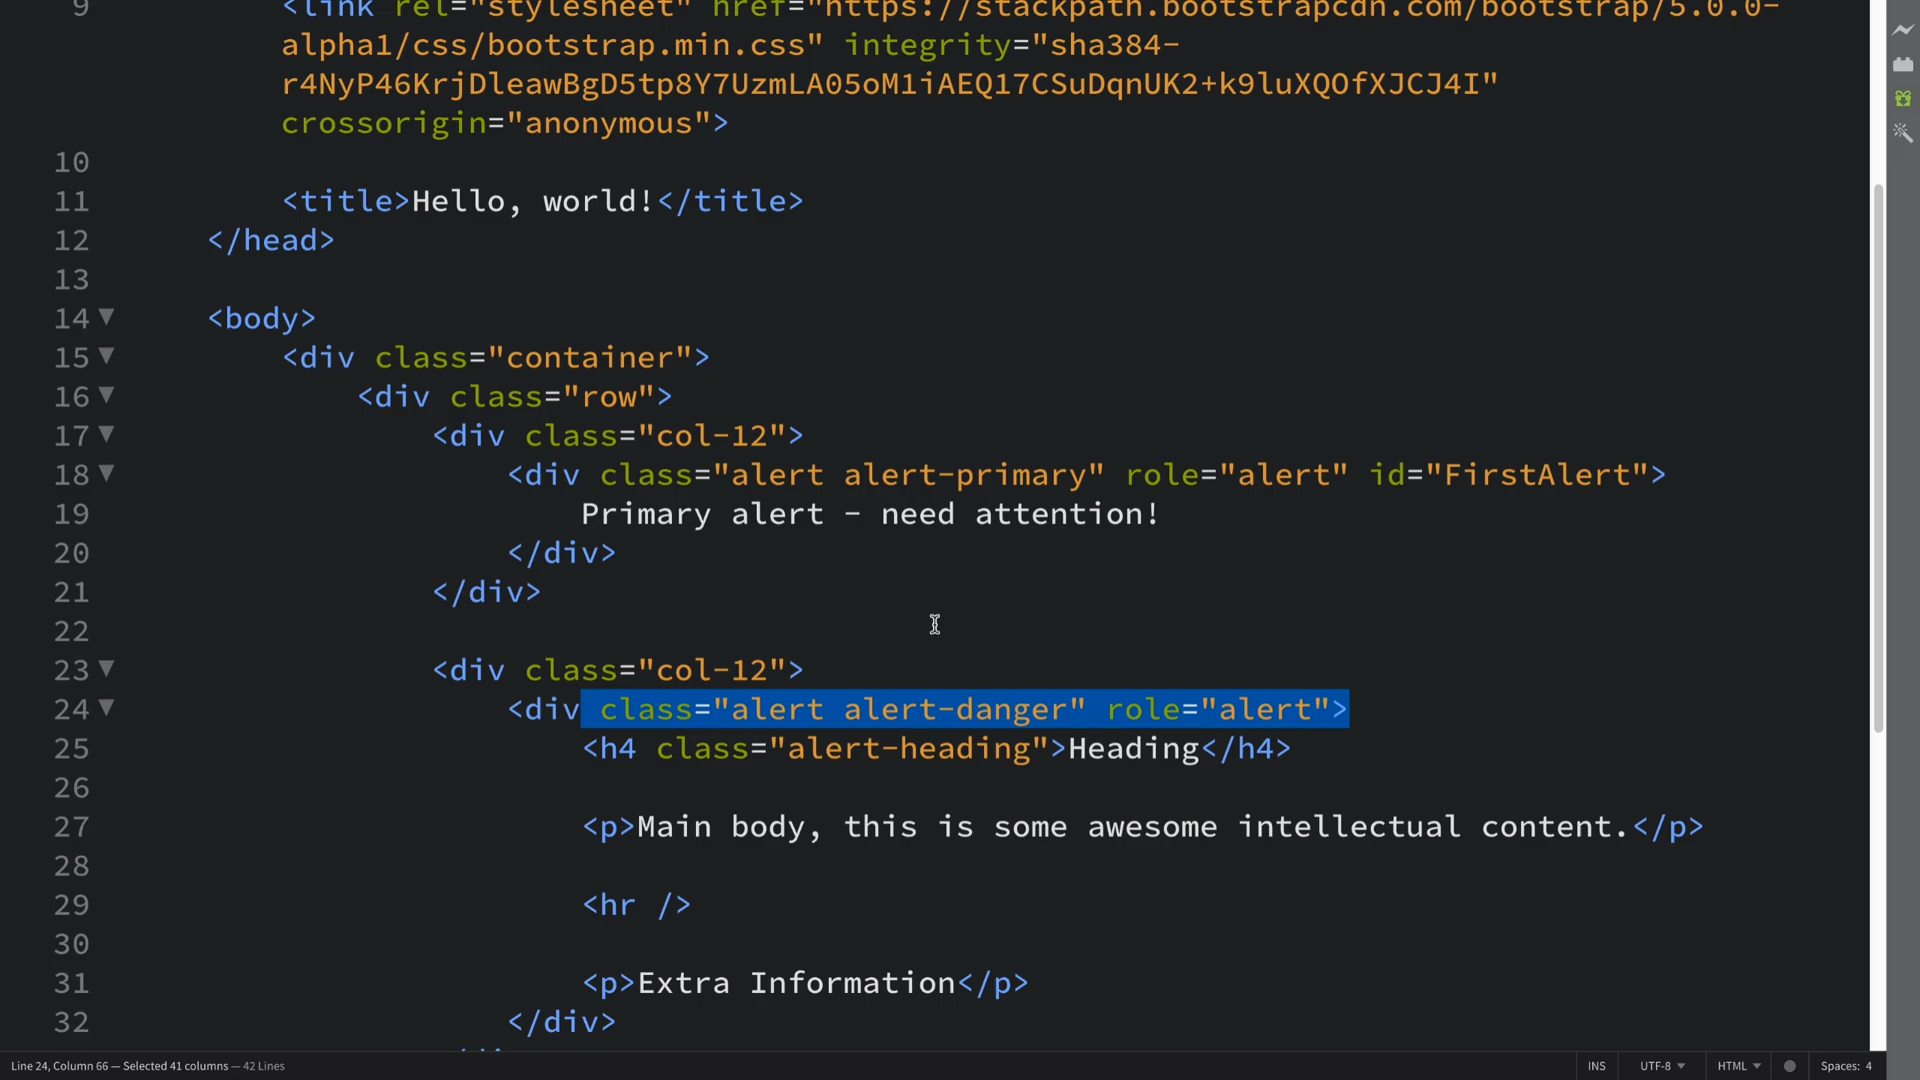 9 <link rel="stylesheet" href="https://stackpath.bootstrapcdn.com/bootstrap/5.0.0-
alpha1/css/bootstrap.min.css" integrity="sha384-
r4NyP46KrjDleawBgD5tp8Y7UzmLA05oM1iAEQ17CSuDqnUK2+k9luXQOfXJCJ4I"
crossorigin="anonymous">
10
11 <title>Hello, world!</title>
12 </head>
13
14 <body>
15 <div class="container">
16 <div class="row">
17 <div class="col-12">
18 <div class="alert alert-primary" role="alert" id="FirstAlert">
19 Primary alert - need attention!
20 </div>
21 </div>
22
23 <div class="col-12">
24 <div class="alert alert-danger" role="alert">
25 <h4 class="alert-heading">Heading</h4>
26
27 <p>Main body, this is some awesome intellectual content.</p>
28
29 <hr />
30
31 <p>Extra Information</p>
32 </div>
Line 24, Column 66 — Selected 41 columns — 42 Lines INS UTF-8 HTML Spaces: 4